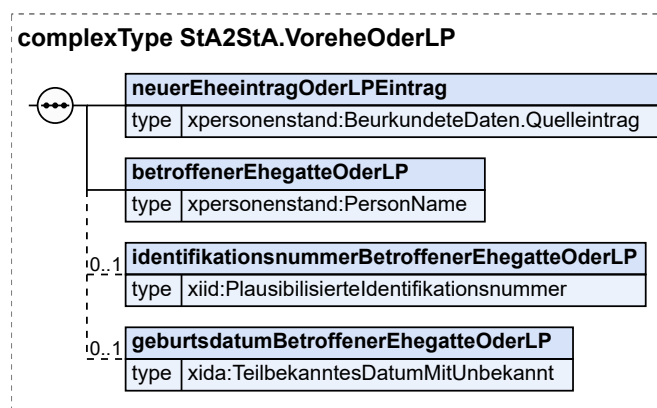 complexType StA2StA.VoreheOderLP
neuerEheeintragOderLPEintrag
type xpersonenstand:BeurkundeteDaten.Quelleintrag
betroffenerEhegatteOderLP
type xpersonenstand:PersonName
0..1 identifikationsnummerBetroffenerEhegatteOderLP
type xiid:PlausibilisierteIdentifikationsnummer
0..1 geburtsdatumBetroffenerEhegatteOderLP
type xida:TeilbekanntesDatumMitUnbekannt